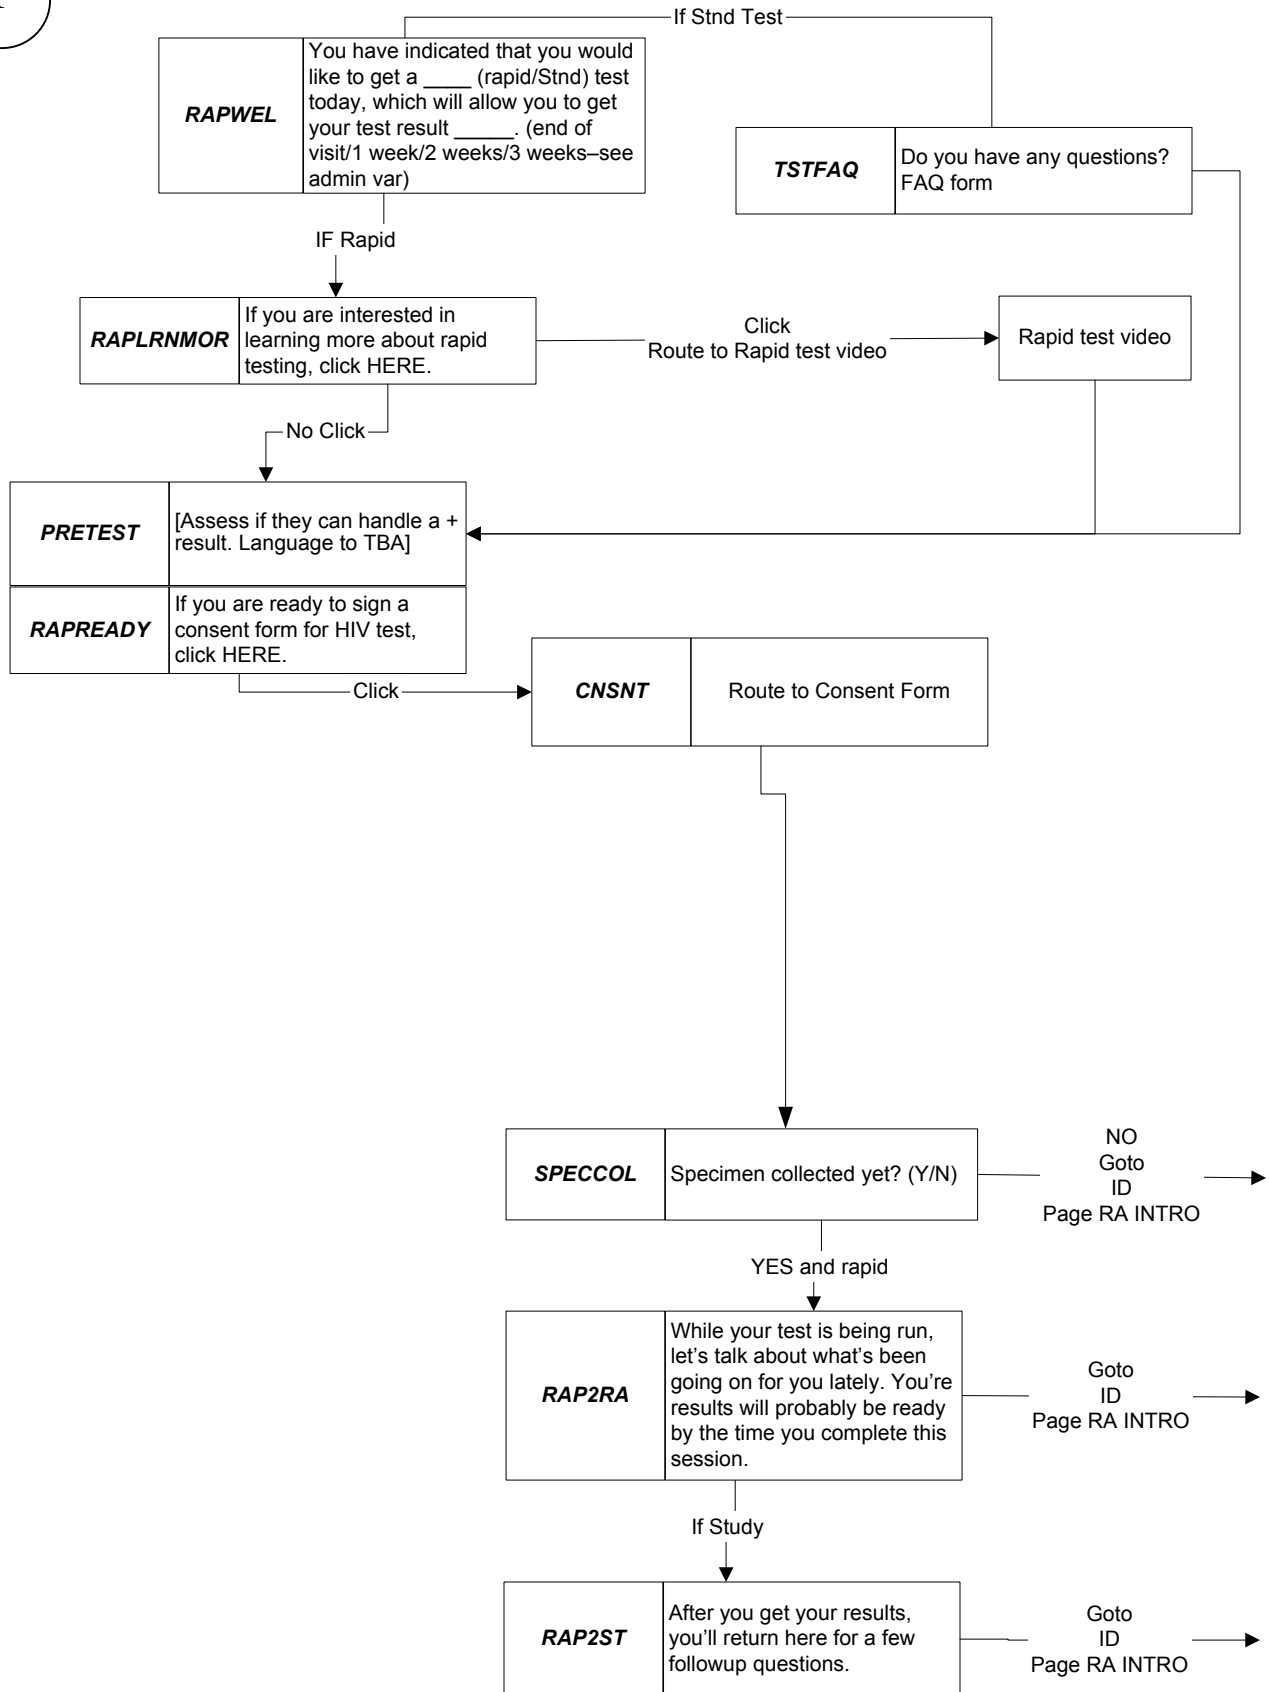 If Stnd Test
RAPWEL
You have indicated that you would
like to get a ____ (rapid/Stnd) test
today, which will allow you to get
your test result _____. (end of
visit/1 week/2 weeks/3 weeks–see
admin var)
TSTFAQ
Do you have any questions?
FAQ form
IF Rapid
RAPLRNMOR
If you are interested in
learning more about rapid
testing, click HERE.
Click
Route to Rapid test video
Rapid test video
No Click
PRETEST
[Assess if they can handle a +
result. Language to TBA]
RAPREADY
If you are ready to sign a
consent form for HIV test,
click HERE.
Click
CNSNT
Route to Consent Form
SPECCOL
Specimen collected yet? (Y/N)
NO
Goto
ID
Page RA INTRO
YES and rapid
RAP2RA
While your test is being run,
let’s talk about what’s been
going on for you lately. You’re
results will probably be ready
by the time you complete this
session.
Goto
ID
Page RA INTRO
If Study
RAP2ST
After you get your results,
you’ll return here for a few
followup questions.
Goto
ID
Page RA INTRO